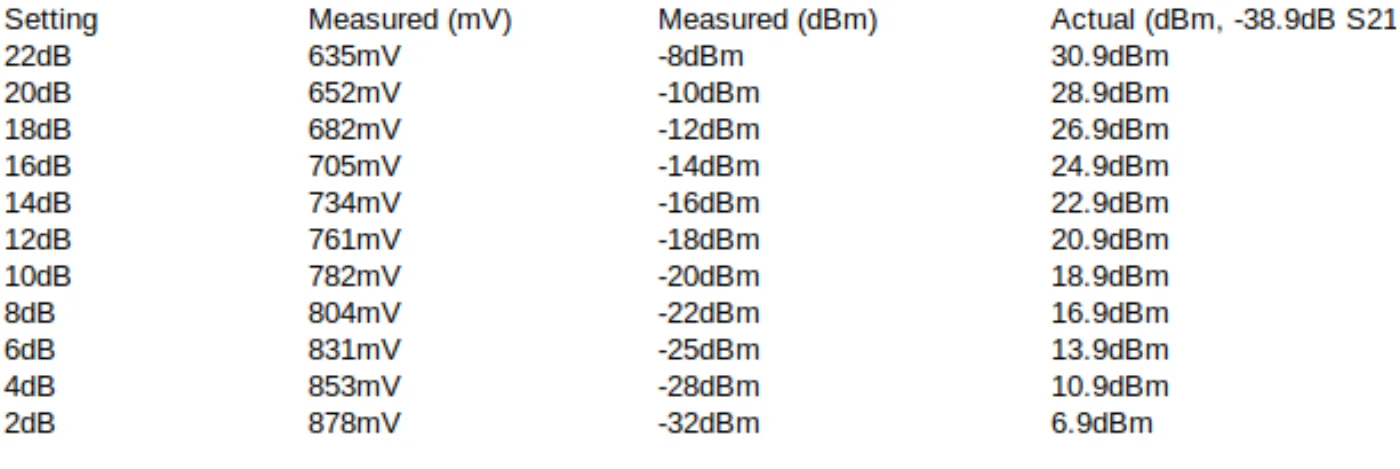 Setting Measured (mV) Measured (dBm) Actual (dBm, -38.9dB S21
22dB 635mV -8dBm 30.9dBm
20dB 652mV -10dBm 28.9dBm
18dB 682mV -12dBm 26.9dBm
16dB 705mV -14dBm 24.9dBm
14dB 734mV -16dBm 22.9dBm
12dB 761mV -18dBm 20.9dBm
10dB 782mV -20dBm 18.9dBm
8dB 804mV -22dBm 16.9dBm
6dB 831mV -25dBm 13.9dBm
4dB 853mV -28dBm 10.9dBm
2dB 878mV -32dBm 6.9dBm